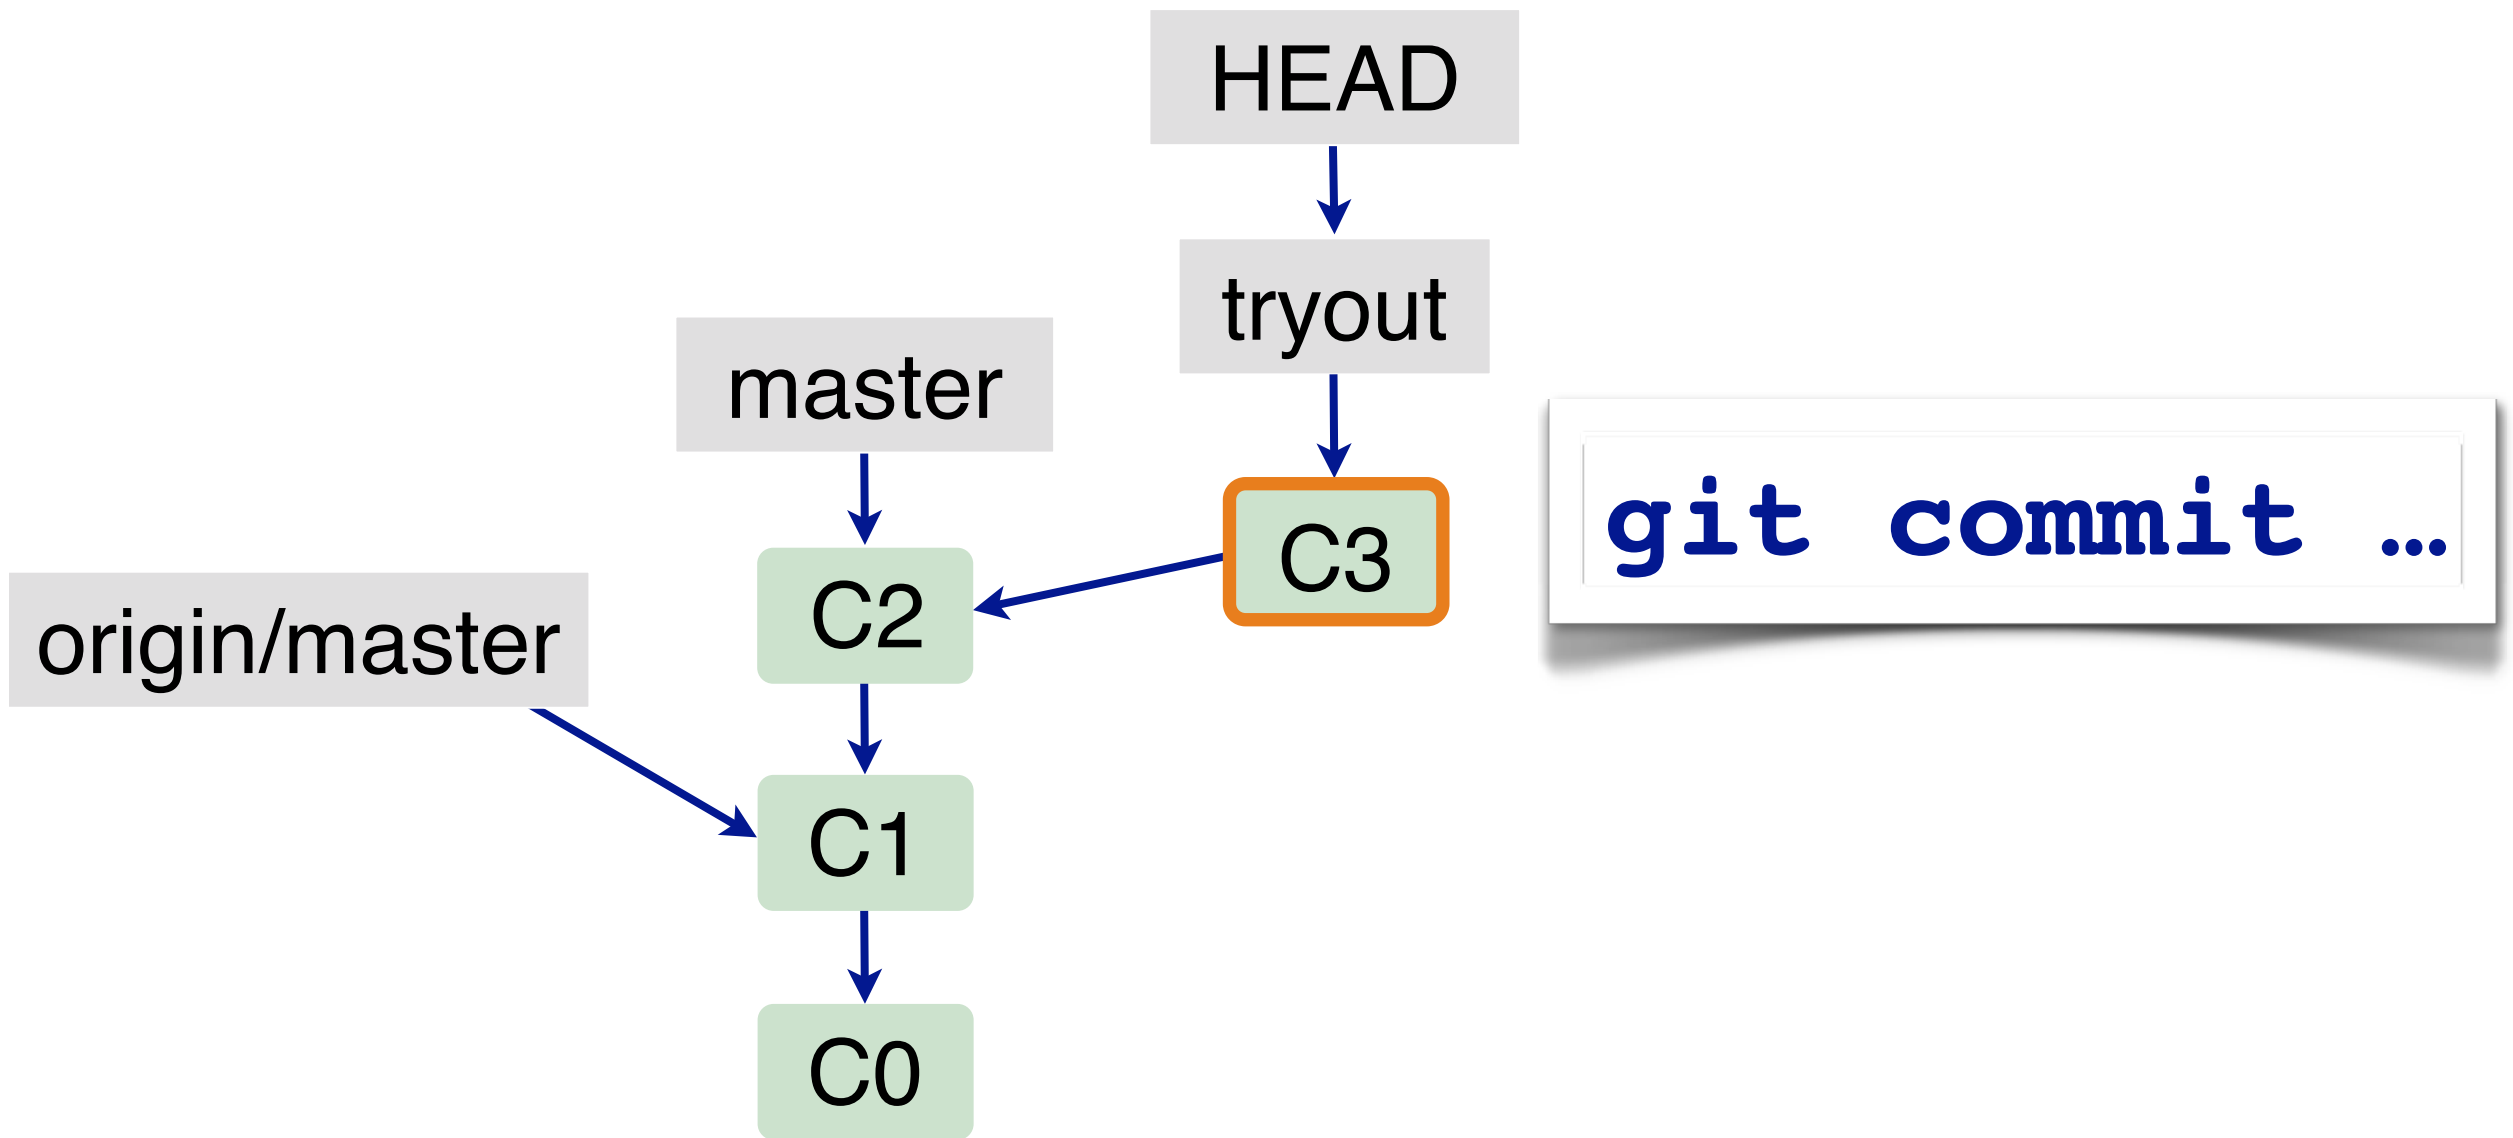 HEAD
tryout
master
git commit …
C3
C2
origin/master
C1
C0